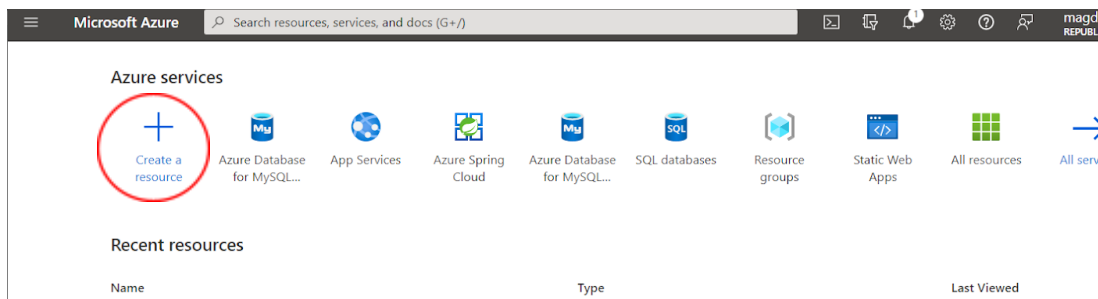 Microsoft Azure
Search resources, services, and docs (G+/)
1
magd
REPUBL
Azure services
Create a resource
Azure Database for MySQL...
App Services
Azure Spring Cloud
Azure Database for MySQL...
SQL databases
Resource groups
Static Web Apps
All resources
All serv
Recent resources
Name
Type
Last Viewed